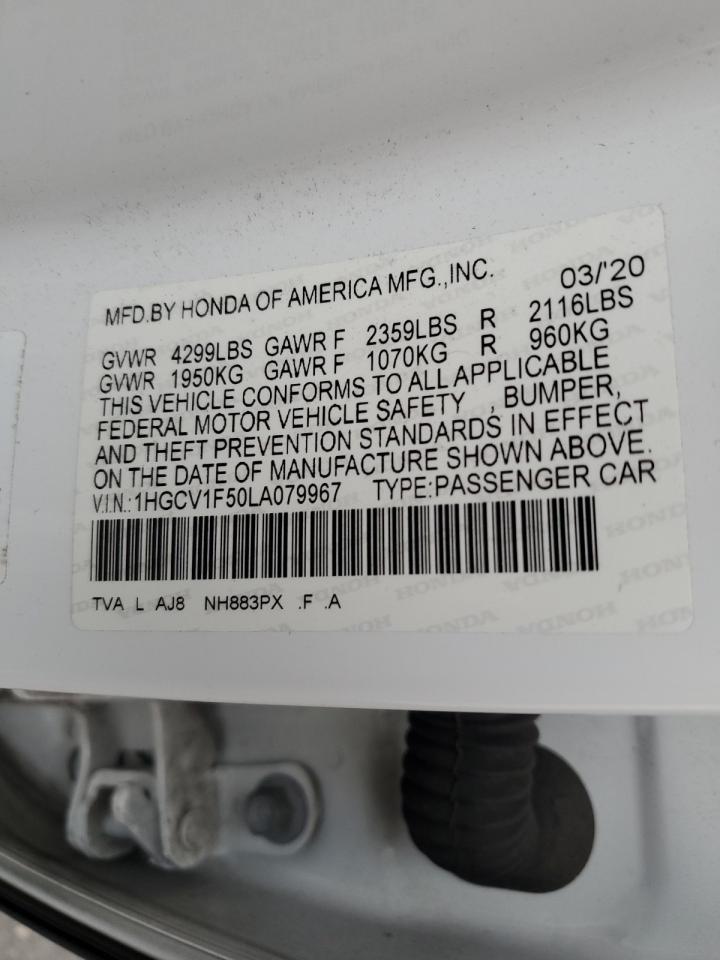 MFD.BY HONDA OF AMERICA MFG.,INC. 03/'20
GVWR 4299LBS GAWR F 2359LBS R 2116LBS
GVWR 1950KG GAWR F 1070KG R 960KG
THIS VEHICLE CONFORMS TO ALL APPLICABLE
FEDERAL MOTOR VEHICLE SAFETY , BUMPER,
AND THEFT PREVENTION STANDARDS IN EFFECT
ON THE DATE OF MANUFACTURE SHOWN ABOVE.
V.I.N.:1HGCV1F50LA079967 TYPE:PASSENGER CAR
TVA L AJ8 NH883PX .F .A